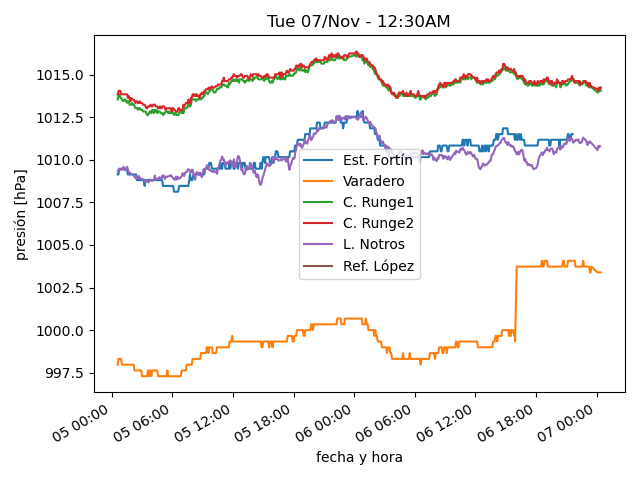 Tue 07/Nov - 12:30AM
presión [hPa]
1015.0
1012.5
1010.0
1007.5
1005.0
1002.5
1000.0
997.5
Est. Fortín
Varadero
C. Runge1
C. Runge2
L. Notros
Ref. López
05 00:00
05 06:00
05 12:00
05 18:00
06 00:00
06 06:00
06 12:00
06 18:00
07 00:00
fecha y hora